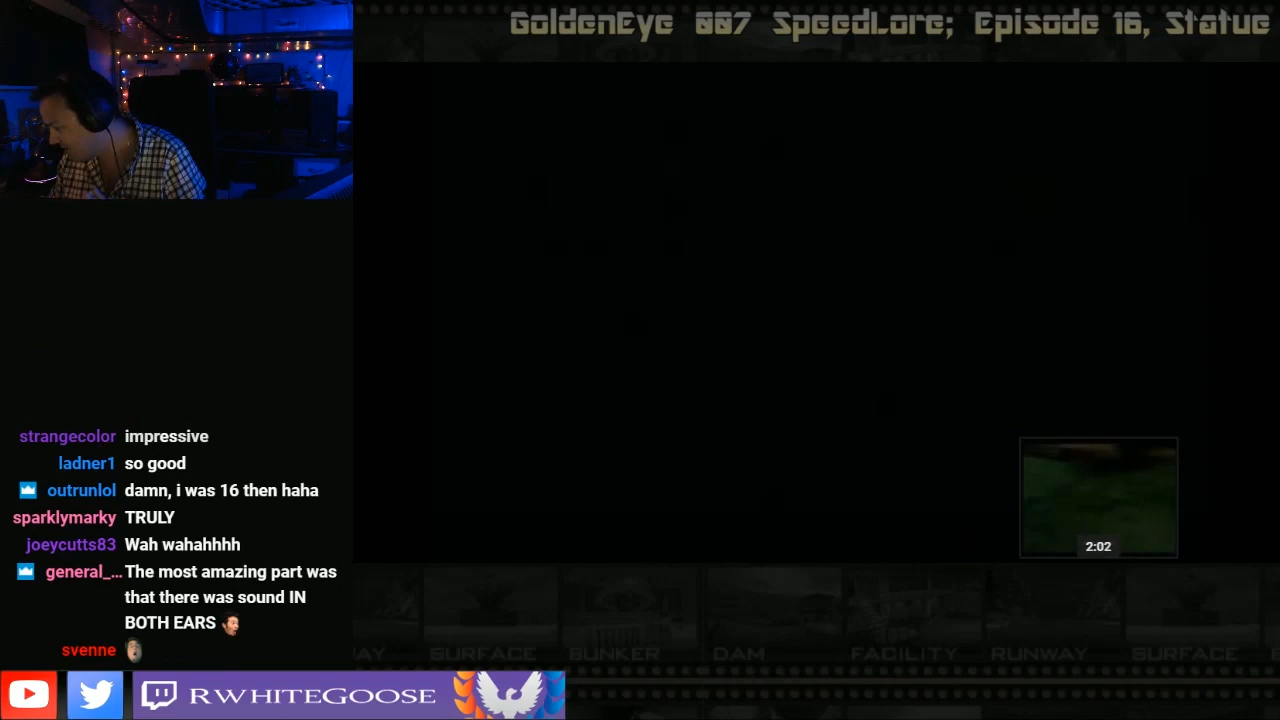 GoldenEye 007 SpeedLore; Episode 16, Statue
strangecolor impressive
ladner1 so good
outrunlol damn, i was 16 then haha
sparklymarky TRULY
joeycutts83 Wah wahahhhh
general_... The most amazing part was
that there was sound IN
BOTH EARS
svenne
2:02
SURFACE BUNKER DAM FACILITY RUNWAY SURFACE
RWHITEGOOSE